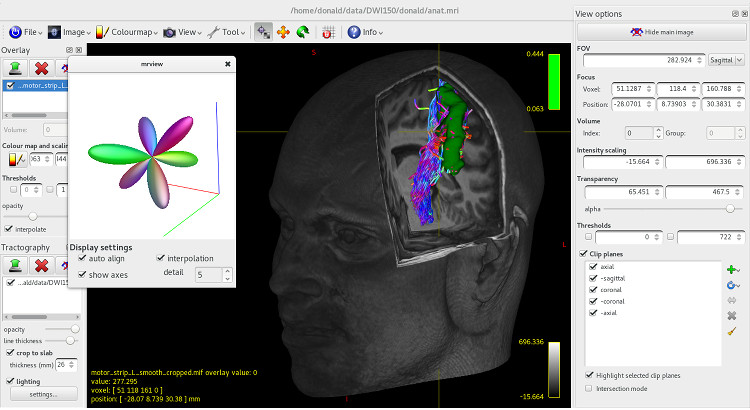 /home/donald/data/DWI150/donald/anat.mri
File Image Colourmap View Tool Info
Overlay
...motor_strip_L_
Volume: 0
Colour map and scaling
063 444
Thresholds
0 1
opacity
interpolate
Tractography
...ald/data/DWI150
opacity
line thickness
crop to slab
thickness (mm) 26
lighting
settings...
mrview
Display settings
auto align interpolation
show axes detail 5
S
0.444
0.063
L
696.336
-15.664
I
motor_strip_L_smooth_cropped.mif overlay value: 0
value: 277.295
voxel: [ 51 118 161 0 ]
position: [ -28.07 8.739 30.38 ] mm
View options
Hide main image
FOV
282.924 Sagittal
Focus
Voxel: 51.1287 118.4 160.788
Position: -28.0701 8.73903 30.3831
Volume
Index: 0 Group: 0
Intensity scaling
-15.664 696.336
Transparency
65.451 467.5
alpha
Thresholds
0 722
Clip planes
axial
-sagittal
coronal
-coronal
-axial
Highlight selected clip planes
Intersection mode